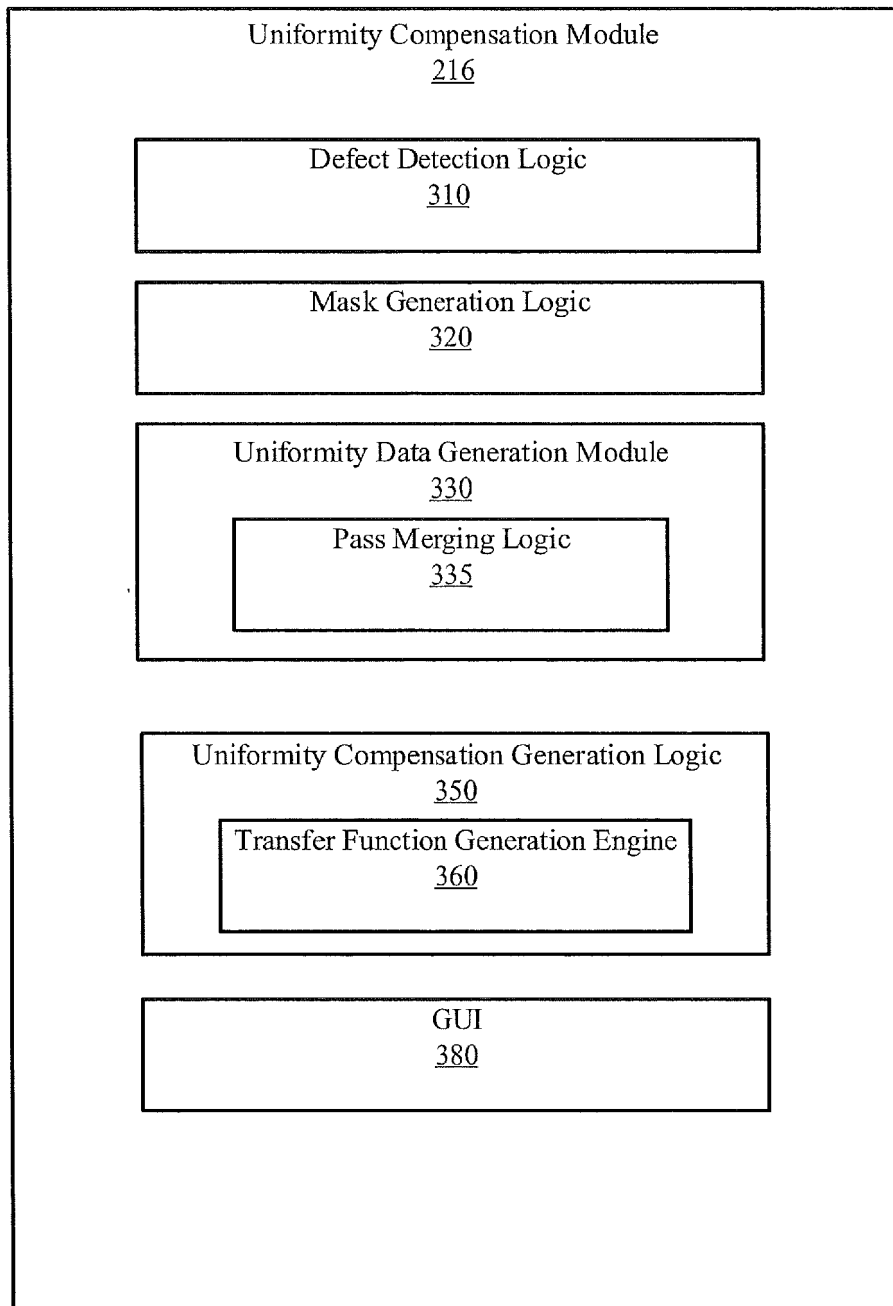 Uniformity Compensation Module
216
Defect Detection Logic
310
Mask Generation Logic
320
Uniformity Data Generation Module
330
Pass Merging Logic
335
Uniformity Compensation Generation Logic
350
Transfer Function Generation Engine
360
GUI
380